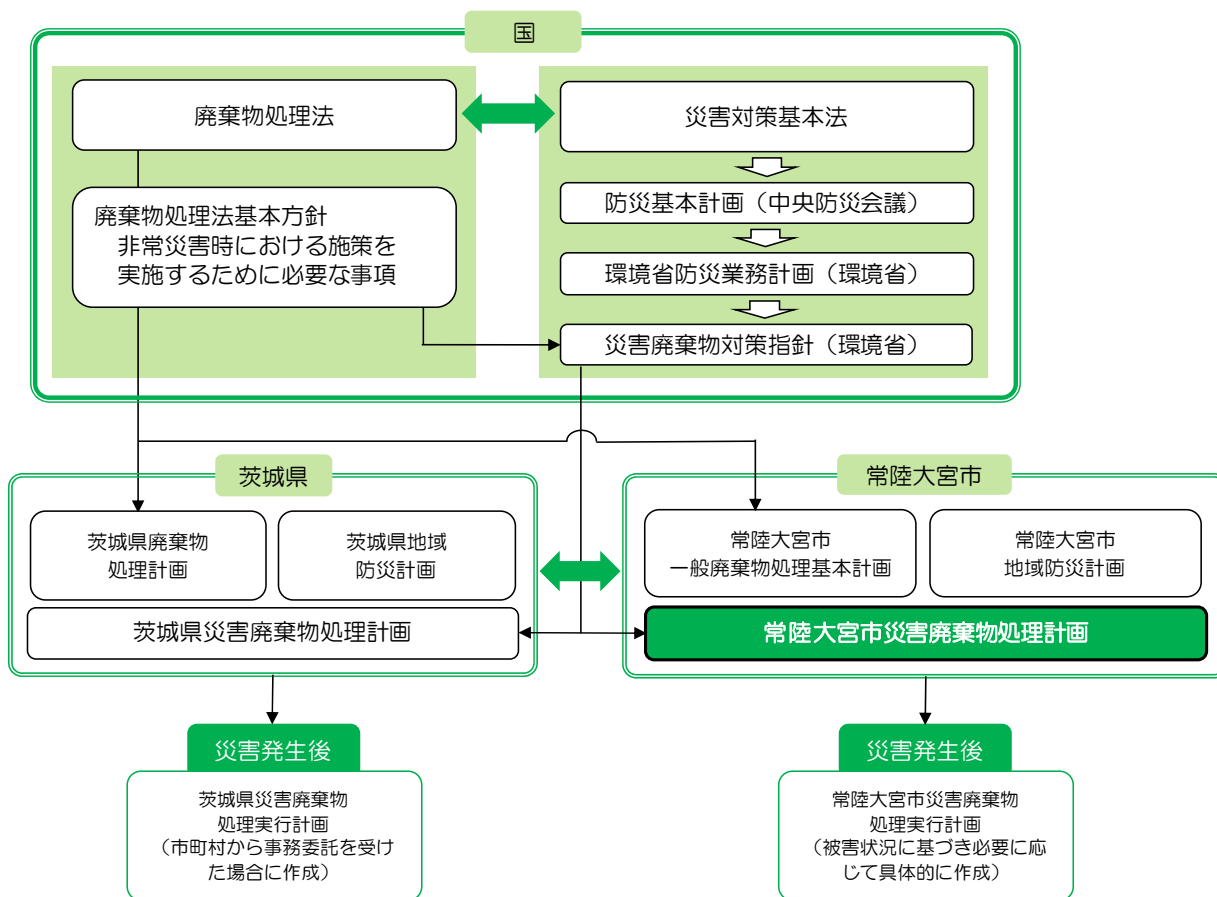 国
廃棄物処理法
災害対策基本法
廃棄物処理法基本方針
非常災害時における施策を
実施するために必要な事項
防災基本計画（中央防災会議）
環境省防災業務計画（環境省）
災害廃棄物対策指針（環境省）
茨城県
茨城県廃棄物
処理計画
茨城県地域
防災計画
茨城県災害廃棄物処理計画
常陸大宮市
常陸大宮市
一般廃棄物処理基本計画
常陸大宮市
地域防災計画
常陸大宮市災害廃棄物処理計画
災害発生後
茨城県災害廃棄物
処理実行計画
（市町村から事務委託を受け
た場合に作成）
災害発生後
常陸大宮市災害廃棄物
処理実行計画
（被害状況に基づき必要に応
じて具体的に作成）